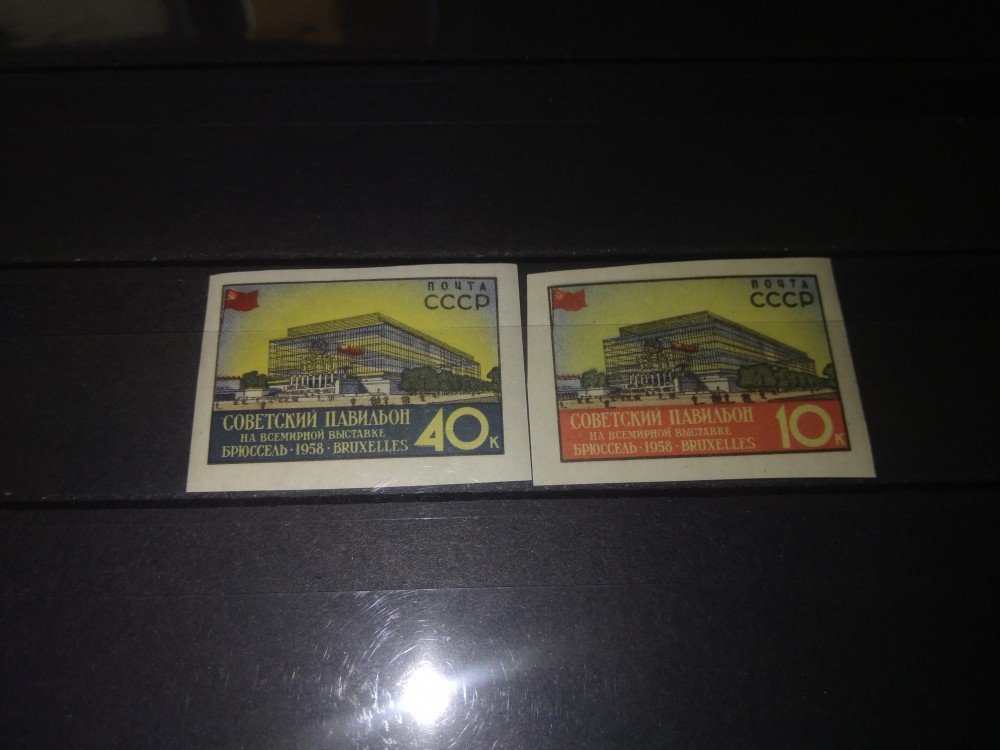 ПОЧТА
СССР
СОВЕТСКИЙ ПАВИЛЬОН
НА ВСЕМИРНОЙ ВЫСТАВКЕ
БРЮССЕЛЬ · 1958 · BRUXELLES
40К
ПОЧТА
СССР
СОВЕТСКИЙ ПАВИЛЬОН
НА ВСЕМИРНОЙ ВЫСТАВКЕ
БРЮССЕЛЬ · 1958 · BRUXELLES
10К